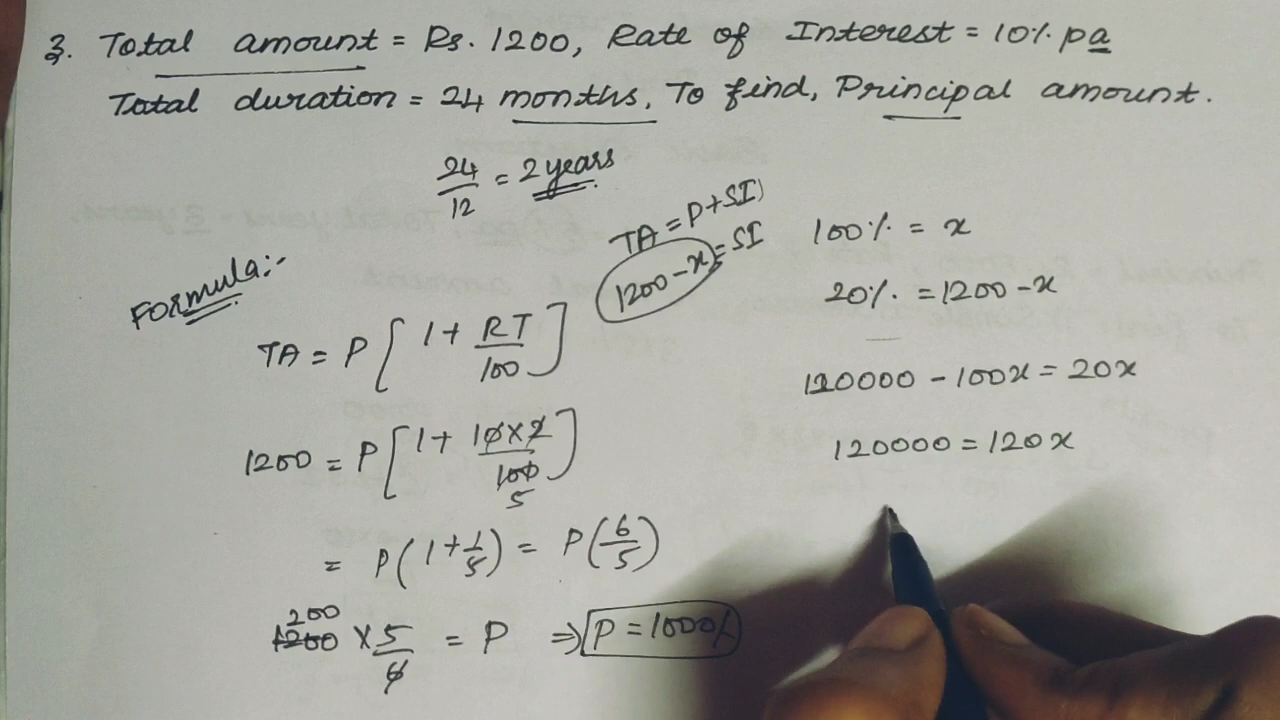 3. Total amount = Rs. 1200, Rate of Interest = 10% pa
Total duration = 24 months. To find, Principal amount.
24/12 = 2 years
Formula:-
TA = P[1 + RT/100]
1200 = P[1 + 10×2/100]
5
= P(1 + 1/5) = P(6/5)
200
1200 × 5/6 = P ⇒ P = 1000/-
TA = P + SI
1200 - x = SI
100% = x
20% = 1200 - x
120000 - 100x = 20x
120000 = 120x